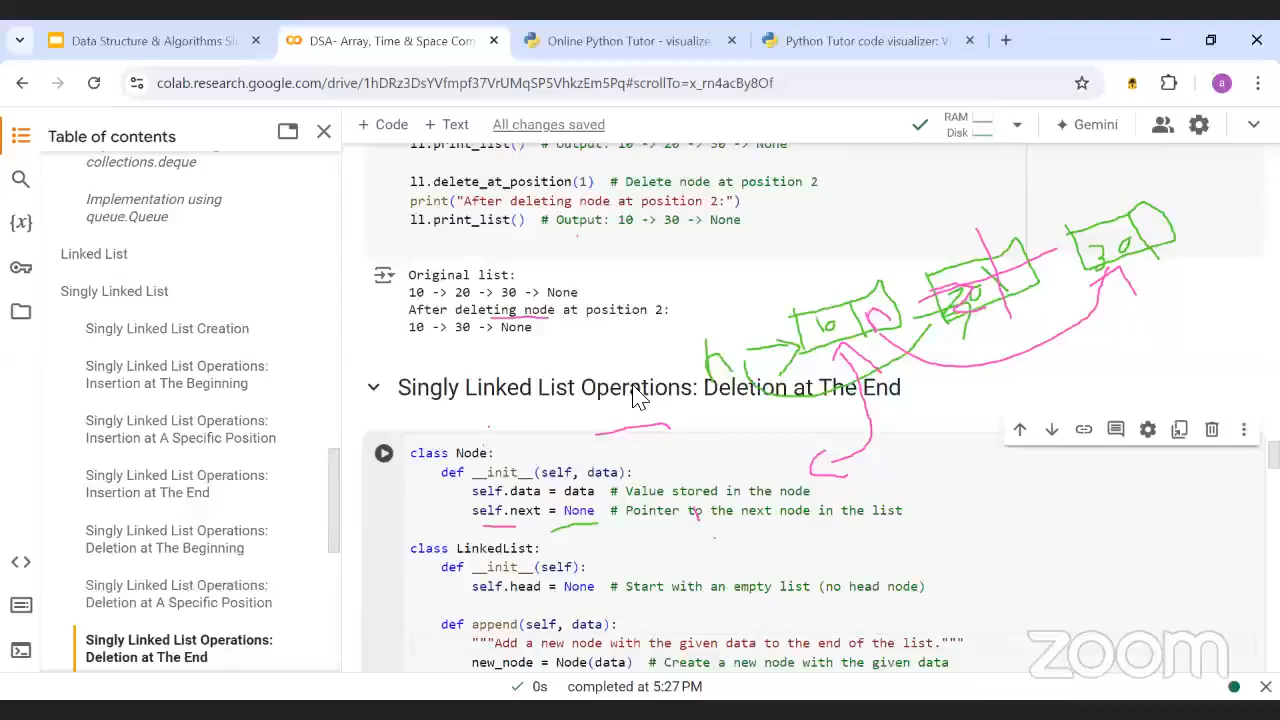 Data Structure & Algorithms Sl
DSA- Array, Time & Space Com
Online Python Tutor - visualize
Python Tutor code visualizer: V
colab.research.google.com/drive/1hDRz3DsYVfmpf37VrUMqSP5VhkzEm5Pq#scrollTo=x_rn4acBy8Of
a
Table of contents
collections.deque
Implementation using
queue.Queue
Linked List
Singly Linked List
Singly Linked List Creation
Singly Linked List Operations:
Insertion at The Beginning
Singly Linked List Operations:
Insertion at A Specific Position
Singly Linked List Operations:
Insertion at The End
Singly Linked List Operations:
Deletion at The Beginning
Singly Linked List Operations:
Deletion at A Specific Position
Singly Linked List Operations:
Deletion at The End
+ Code + Text All changes saved
RAM
Disk
Gemini
ll.print_list() # Output: 10 -> 20 -> 30 -> None
ll.delete_at_position(1) # Delete node at position 2
print("After deleting node at position 2:")
ll.print_list() # Output: 10 -> 30 -> None
Original list:
10 -> 20 -> 30 -> None
After deleting node at position 2:
10 -> 30 -> None
h
10
20
30
Singly Linked List Operations: Deletion at The End
class Node:
def __init__(self, data):
self.data = data # Value stored in the node
self.next = None # Pointer to the next node in the list
class LinkedList:
def __init__(self):
self.head = None # Start with an empty list (no head node)
def append(self, data):
"""Add a new node with the given data to the end of the list."""
new_node = Node(data) # Create a new node with the given data
zoom
0s completed at 5:27 PM